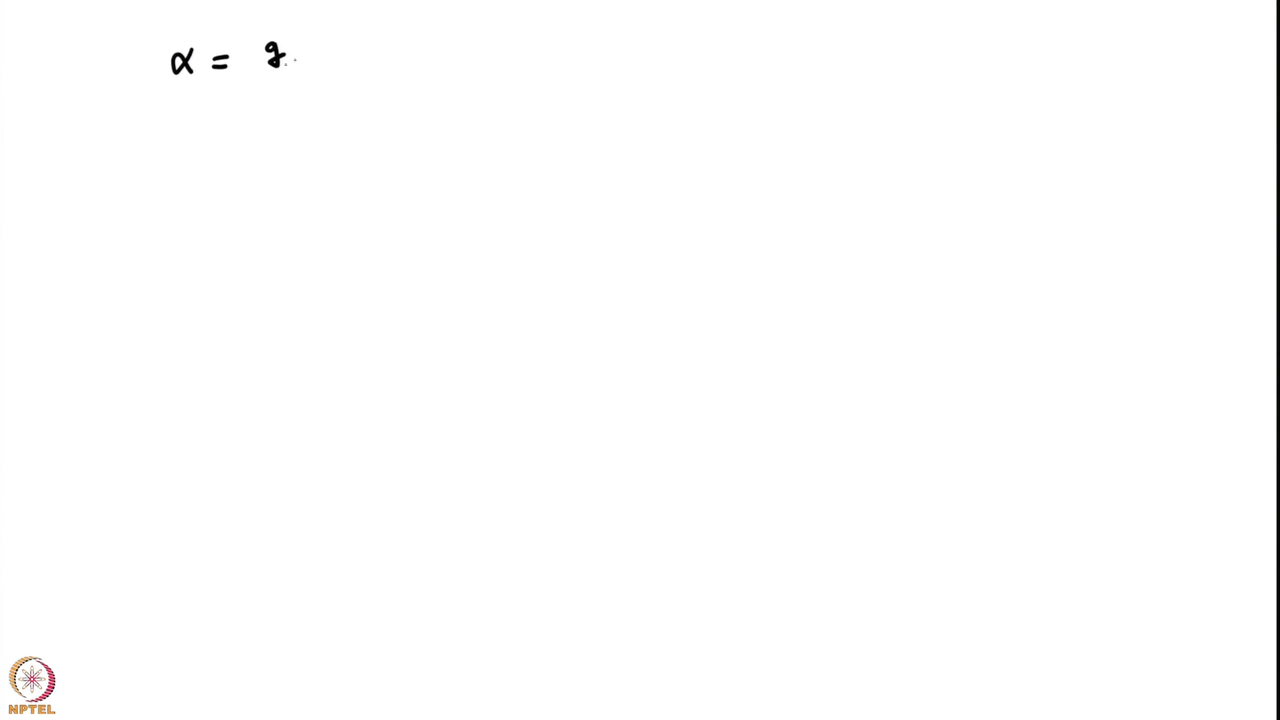 α = g
NPTEL